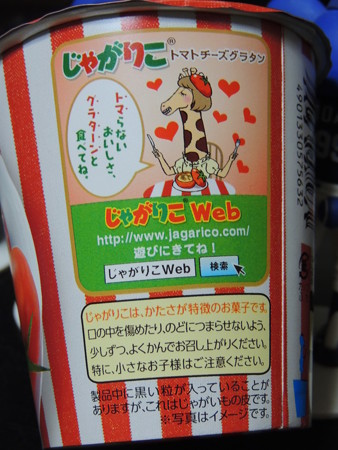 じゃがりこ® トマトチーズグラタン
トマらない
おいしさ、
グラターンと
食べてね。
じゃがりこ Web
http://www.jagarico.com/
遊びにきてね!
じゃがりこWeb 検索
じゃがりこは、かたさが特徴のお菓子です。
口の中を傷めたり、のどにつまらせないよう、
少しずつ、よくかんでお召し上がりください。
特に、小さなお子様はご注意ください。
製品中に黒い粒が入っていることが
ありますが、これはじゃがいもの皮です。
※写真はイメージです。